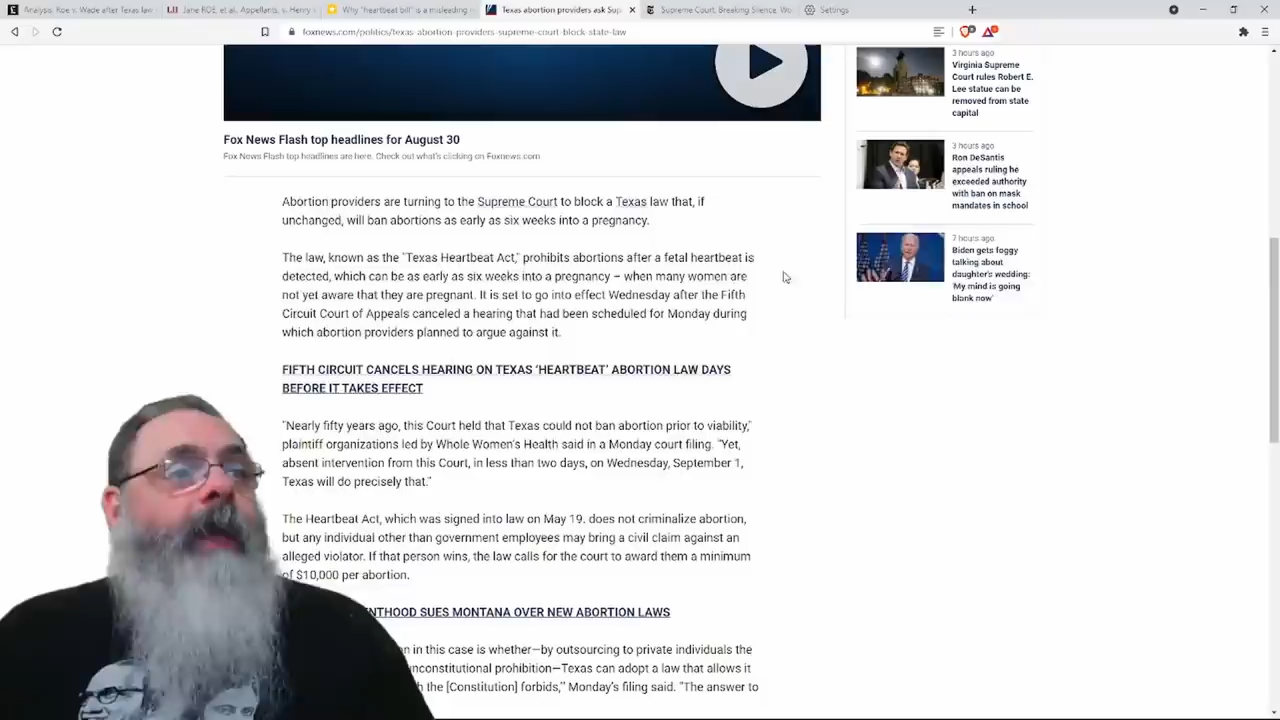 Analysis: Roe v. Wade after Texas law
Jane ROE, et al., Appellants, v. Henry
Why "heartbeat bill" is a misleading
Texas abortion providers ask Sup
Supreme Court, Breaking Silence, Wo
Settings
foxnews.com/politics/texas-abortion-providers-supreme-court-block-state-law
Fox News Flash top headlines for August 30
Fox News Flash top headlines are here. Check out what's clicking on Foxnews.com
Abortion providers are turning to the Supreme Court to block a Texas law that, if
unchanged, will ban abortions as early as six weeks into a pregnancy.
The law, known as the "Texas Heartbeat Act," prohibits abortions after a fetal heartbeat is
detected, which can be as early as six weeks into a pregnancy – when many women are
not yet aware that they are pregnant. It is set to go into effect Wednesday after the Fifth
Circuit Court of Appeals canceled a hearing that had been scheduled for Monday during
which abortion providers planned to argue against it.
FIFTH CIRCUIT CANCELS HEARING ON TEXAS ‘HEARTBEAT’ ABORTION LAW DAYS
BEFORE IT TAKES EFFECT
"Nearly fifty years ago, this Court held that Texas could not ban abortion prior to viability,"
plaintiff organizations led by Whole Women's Health said in a Monday court filing. "Yet,
absent intervention from this Court, in less than two days, on Wednesday, September 1,
Texas will do precisely that."
The Heartbeat Act, which was signed into law on May 19, does not criminalize abortion,
but any individual other than government employees may bring a civil claim against an
alleged violator. If that person wins, the law calls for the court to award them a minimum
of $10,000 per abortion.
NTHOOD SUES MONTANA OVER NEW ABORTION LAWS
on in this case is whether—by outsourcing to private individuals the
nconstitutional prohibition—Texas can adopt a law that allows it
h the [Constitution] forbids,'" Monday's filing said. "The answer to
3 hours ago
Virginia Supreme
Court rules Robert E.
Lee statue can be
removed from state
capital
3 hours ago
Ron DeSantis
appeals ruling he
exceeded authority
with ban on mask
mandates in school
7 hours ago
Biden gets foggy
talking about
daughter's wedding:
'My mind is going
blank now'